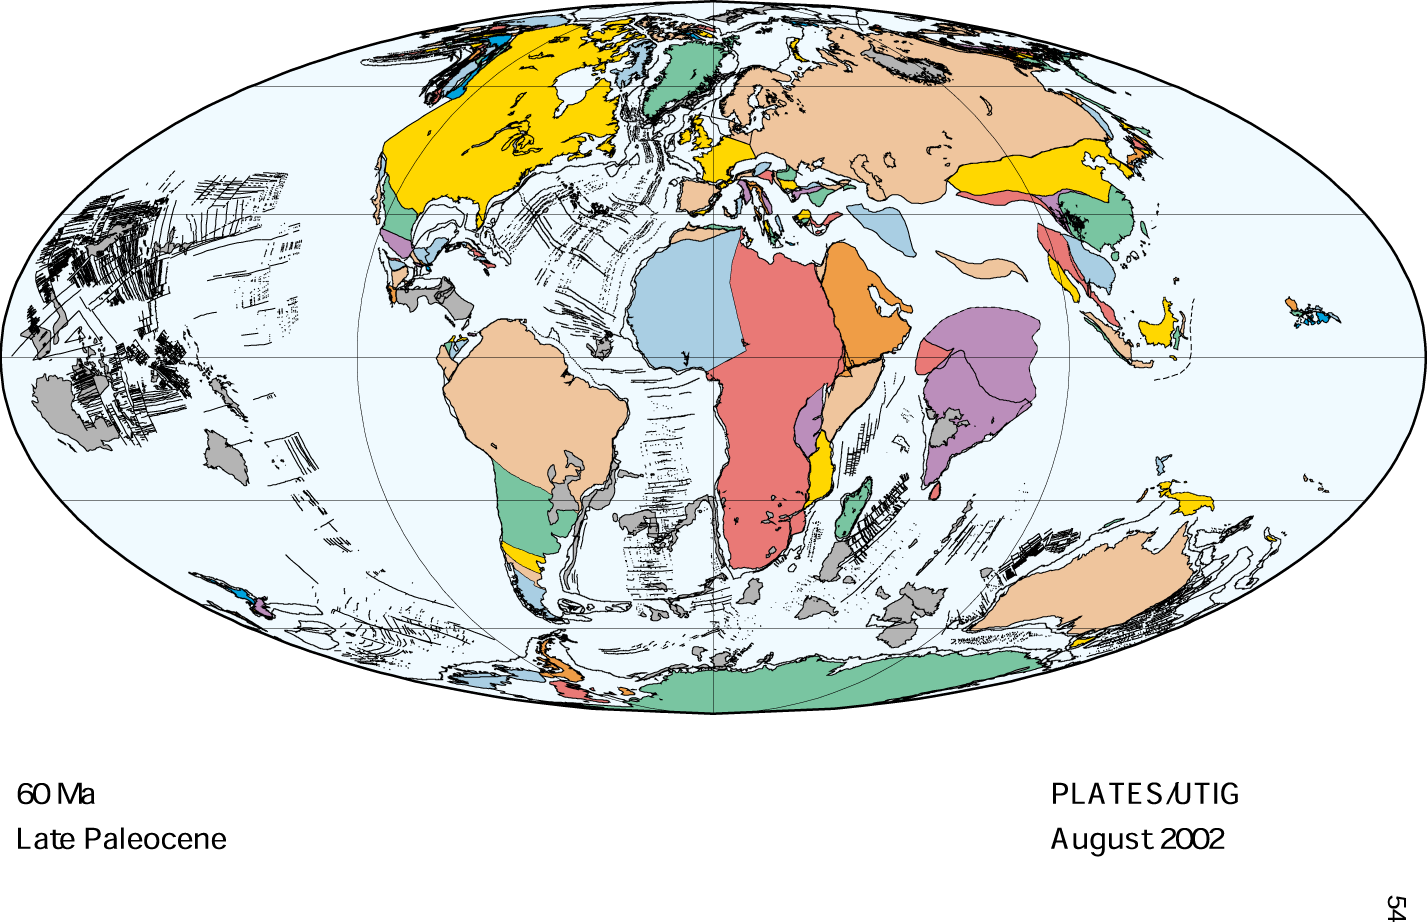 60 Ma
Late Paleocene
PLATES/UTIG
August 2002
54